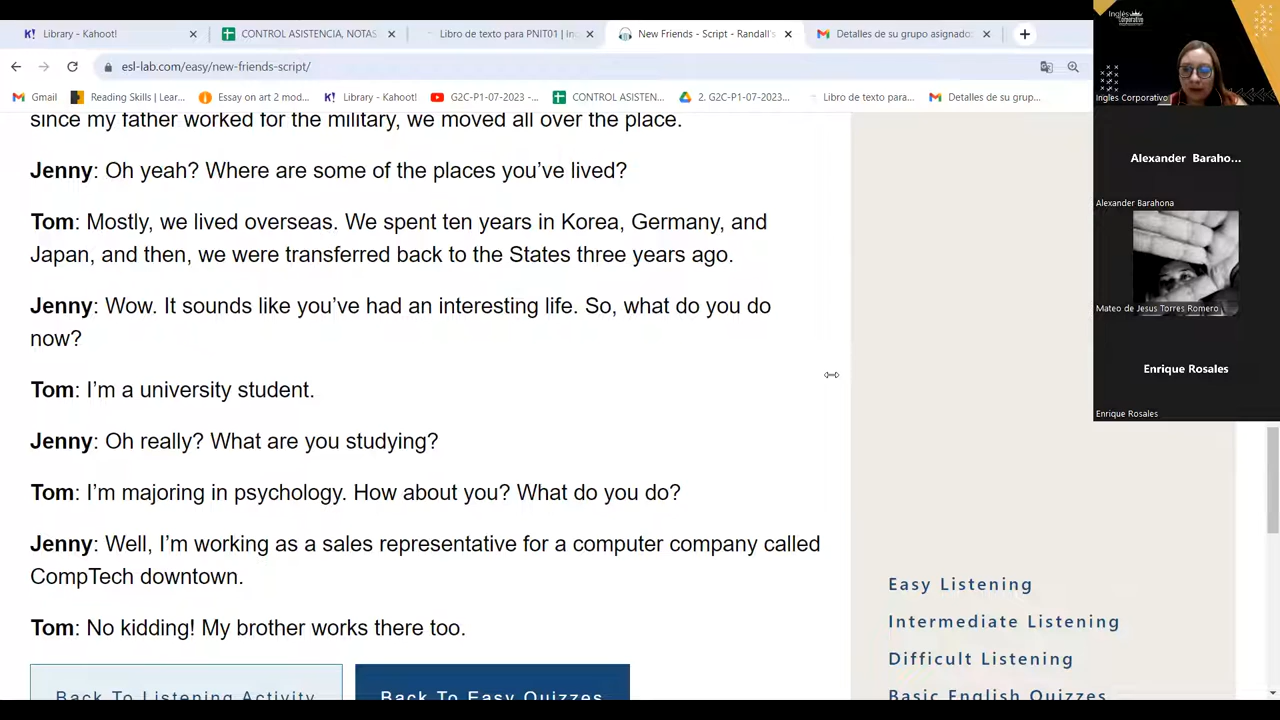 Library - Kahoot!
CONTROL ASISTENCIA, NOTAS
Libro de texto para PNIT01 | In
New Friends - Script - Randall's
Detalles de su grupo asignado:
esl-lab.com/easy/new-friends-script/
Gmail
Reading Skills | Lear...
Essay on art 2 mod...
Library - Kahoot!
G2C-P1-07-2023 -...
CONTROL ASISTEN...
2. G2C-P1-07-2023...
Libro de texto para...
Detalles de su grup...
since my father worked for the military, we moved all over the place.
Jenny: Oh yeah? Where are some of the places you've lived?
Tom: Mostly, we lived overseas. We spent ten years in Korea, Germany, and
Japan, and then, we were transferred back to the States three years ago.
Jenny: Wow. It sounds like you've had an interesting life. So, what do you do
now?
Tom: I'm a university student.
Jenny: Oh really? What are you studying?
Tom: I'm majoring in psychology. How about you? What do you do?
Jenny: Well, I'm working as a sales representative for a computer company called
CompTech downtown.
Tom: No kidding! My brother works there too.
Back To Listening Activity
Back To Easy Quizzes
Easy Listening
Intermediate Listening
Difficult Listening
Basic English Quizzes
Inglés
Corporativo
Ingles Corporativo
Alexander Baraho...
Alexander Barahona
Mateo de Jesus Torres Romero
Enrique Rosales
Enrique Rosales